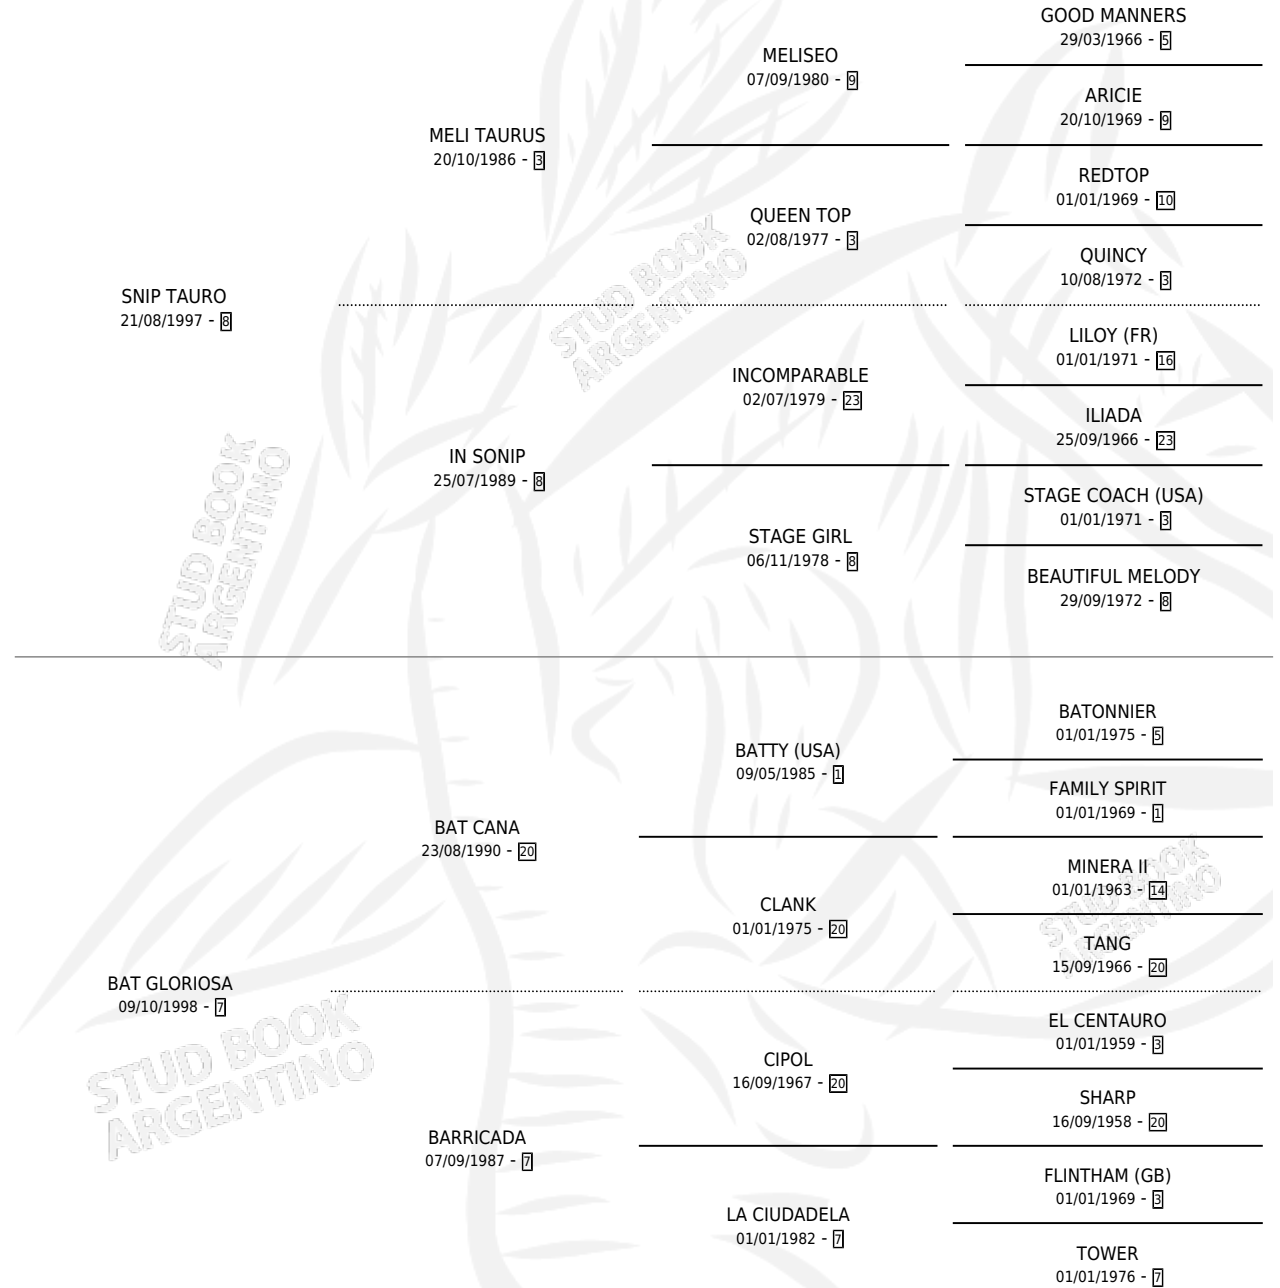 GOOD MANNERS
29/03/1966 - 5
MELISEO
07/09/1980 - 9
ARICIE
20/10/1969 - 9
MELI TAURUS
20/10/1986 - 3
REDTOP
01/01/1969 - 10
QUEEN TOP
02/08/1977 - 3
QUINCY
10/08/1972 - 3
SNIP TAURO
21/08/1997 - 8
LILOY (FR)
01/01/1971 - 16
INCOMPARABLE
02/07/1979 - 23
ILIADA
25/09/1966 - 23
IN SONIP
25/07/1989 - 8
STAGE COACH (USA)
01/01/1971 - 3
STAGE GIRL
06/11/1978 - 8
BEAUTIFUL MELODY
29/09/1972 - 8
STUD BOOK
ARGENTINO
STUD BOOK
ARGENTINO
BATONNIER
01/01/1975 - 5
BATTY (USA)
09/05/1985 - 1
FAMILY SPIRIT
01/01/1969 - 1
BAT CANA
23/08/1990 - 20
MINERA II
01/01/1963 - 14
CLANK
01/01/1975 - 20
TANG
15/09/1966 - 20
BAT GLORIOSA
09/10/1998 - 7
EL CENTAURO
01/01/1959 - 3
CIPOL
16/09/1967 - 20
SHARP
16/09/1958 - 20
BARRICADA
07/09/1987 - 7
FLINTHAM (GB)
01/01/1969 - 3
LA CIUDADELA
01/01/1982 - 7
TOWER
01/01/1976 - 7
STUD BOOK
ARGENTINO
STUD BOOK
ARGENTINO